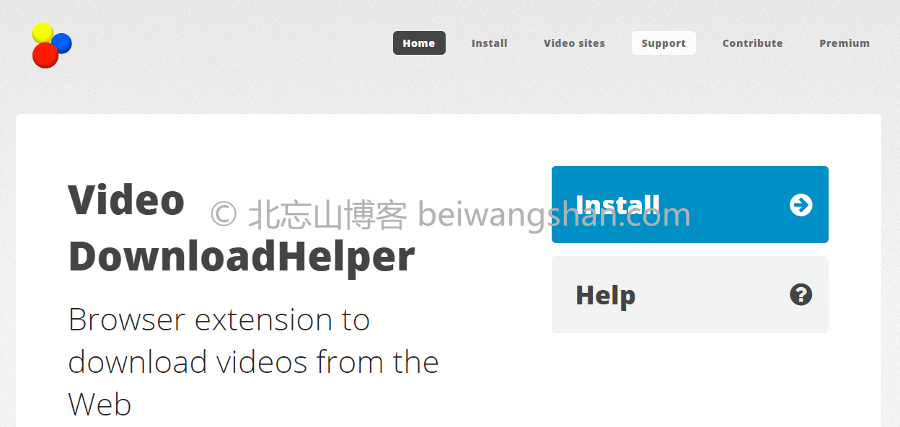 Home Install Video sites Support Contribute Premium
Video
DownloadHelper
Browser extension to
download videos from the
Web
Install
Help
© 北忘山博客 beiwangshan.com